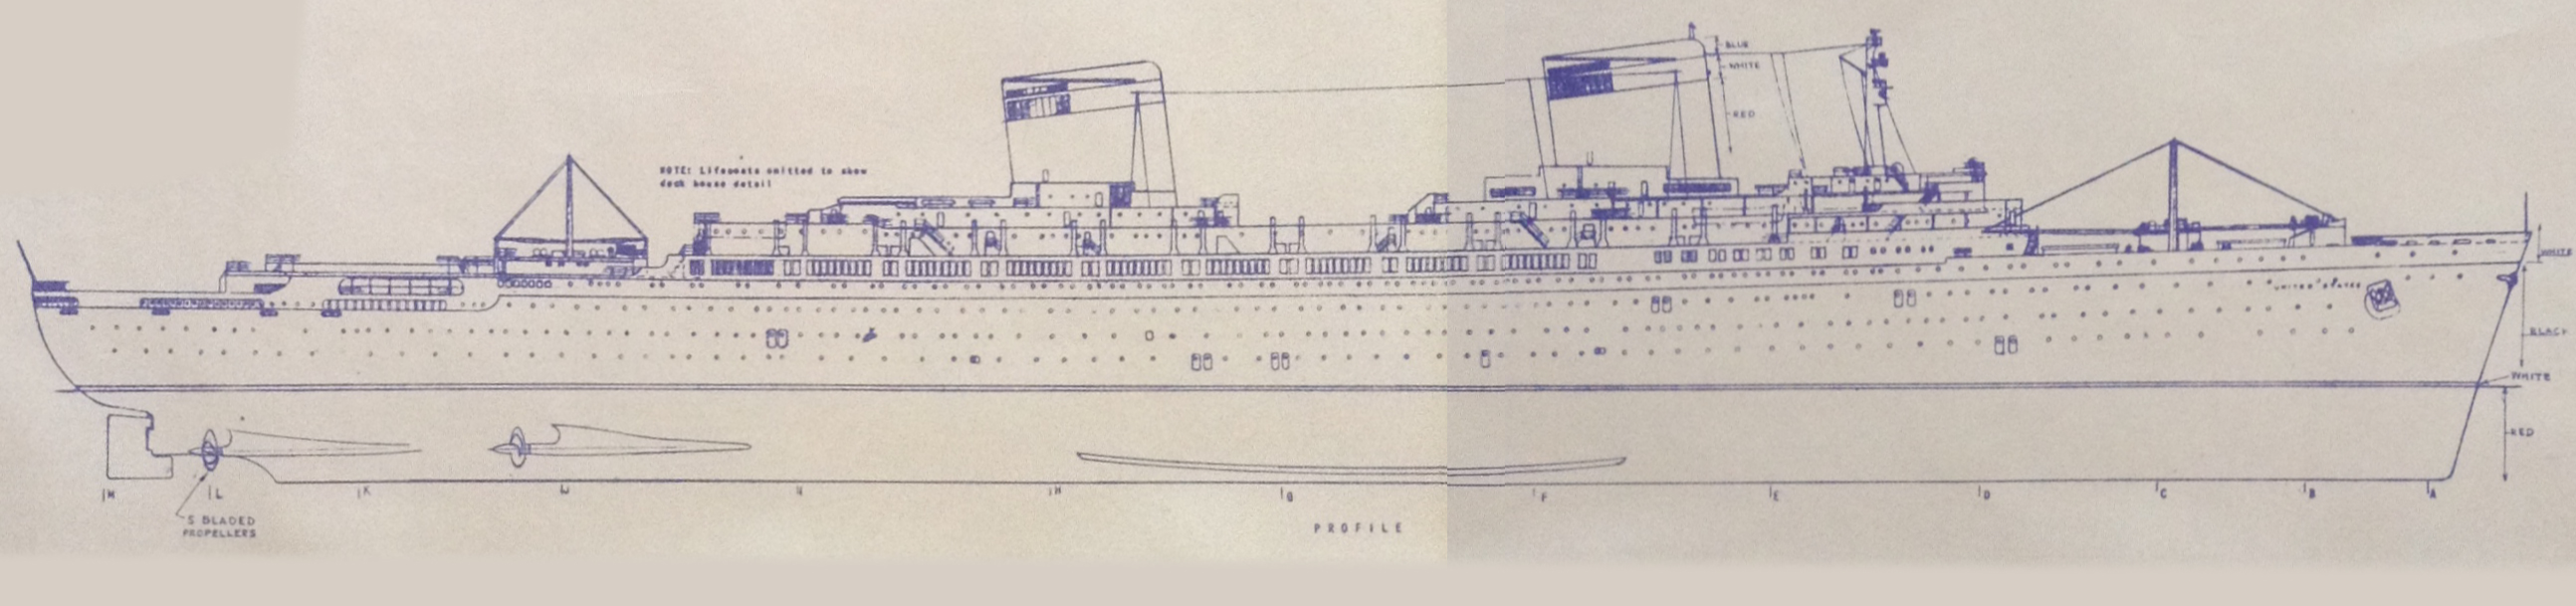 BLUE
WHITE
RED
NOTE: Lifeboats omitted to show
deck house detail
WHITE
UNITED STATES
BLACK
WHITE
RED
M
L
K
H
G
F
E
D
C
B
A
5 BLADED
PROPELLERS
PROFILE